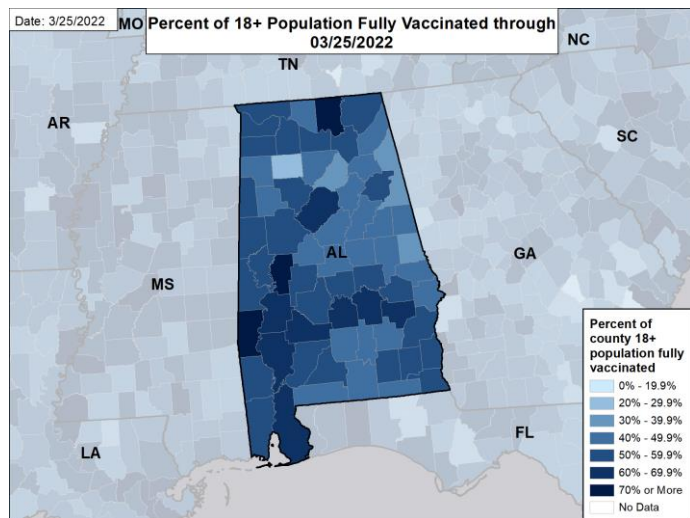 Date: 3/25/2022
Percent of 18+ Population Fully Vaccinated through
03/25/2022
MO
NC
TN
AR
SC
AL
MS
GA
LA
FL
Percent of
county 18+
population fully
vaccinated
0% - 19.9%
20% - 29.9%
30% - 39.9%
40% - 49.9%
50% - 59.9%
60% - 69.9%
70% or More
No Data